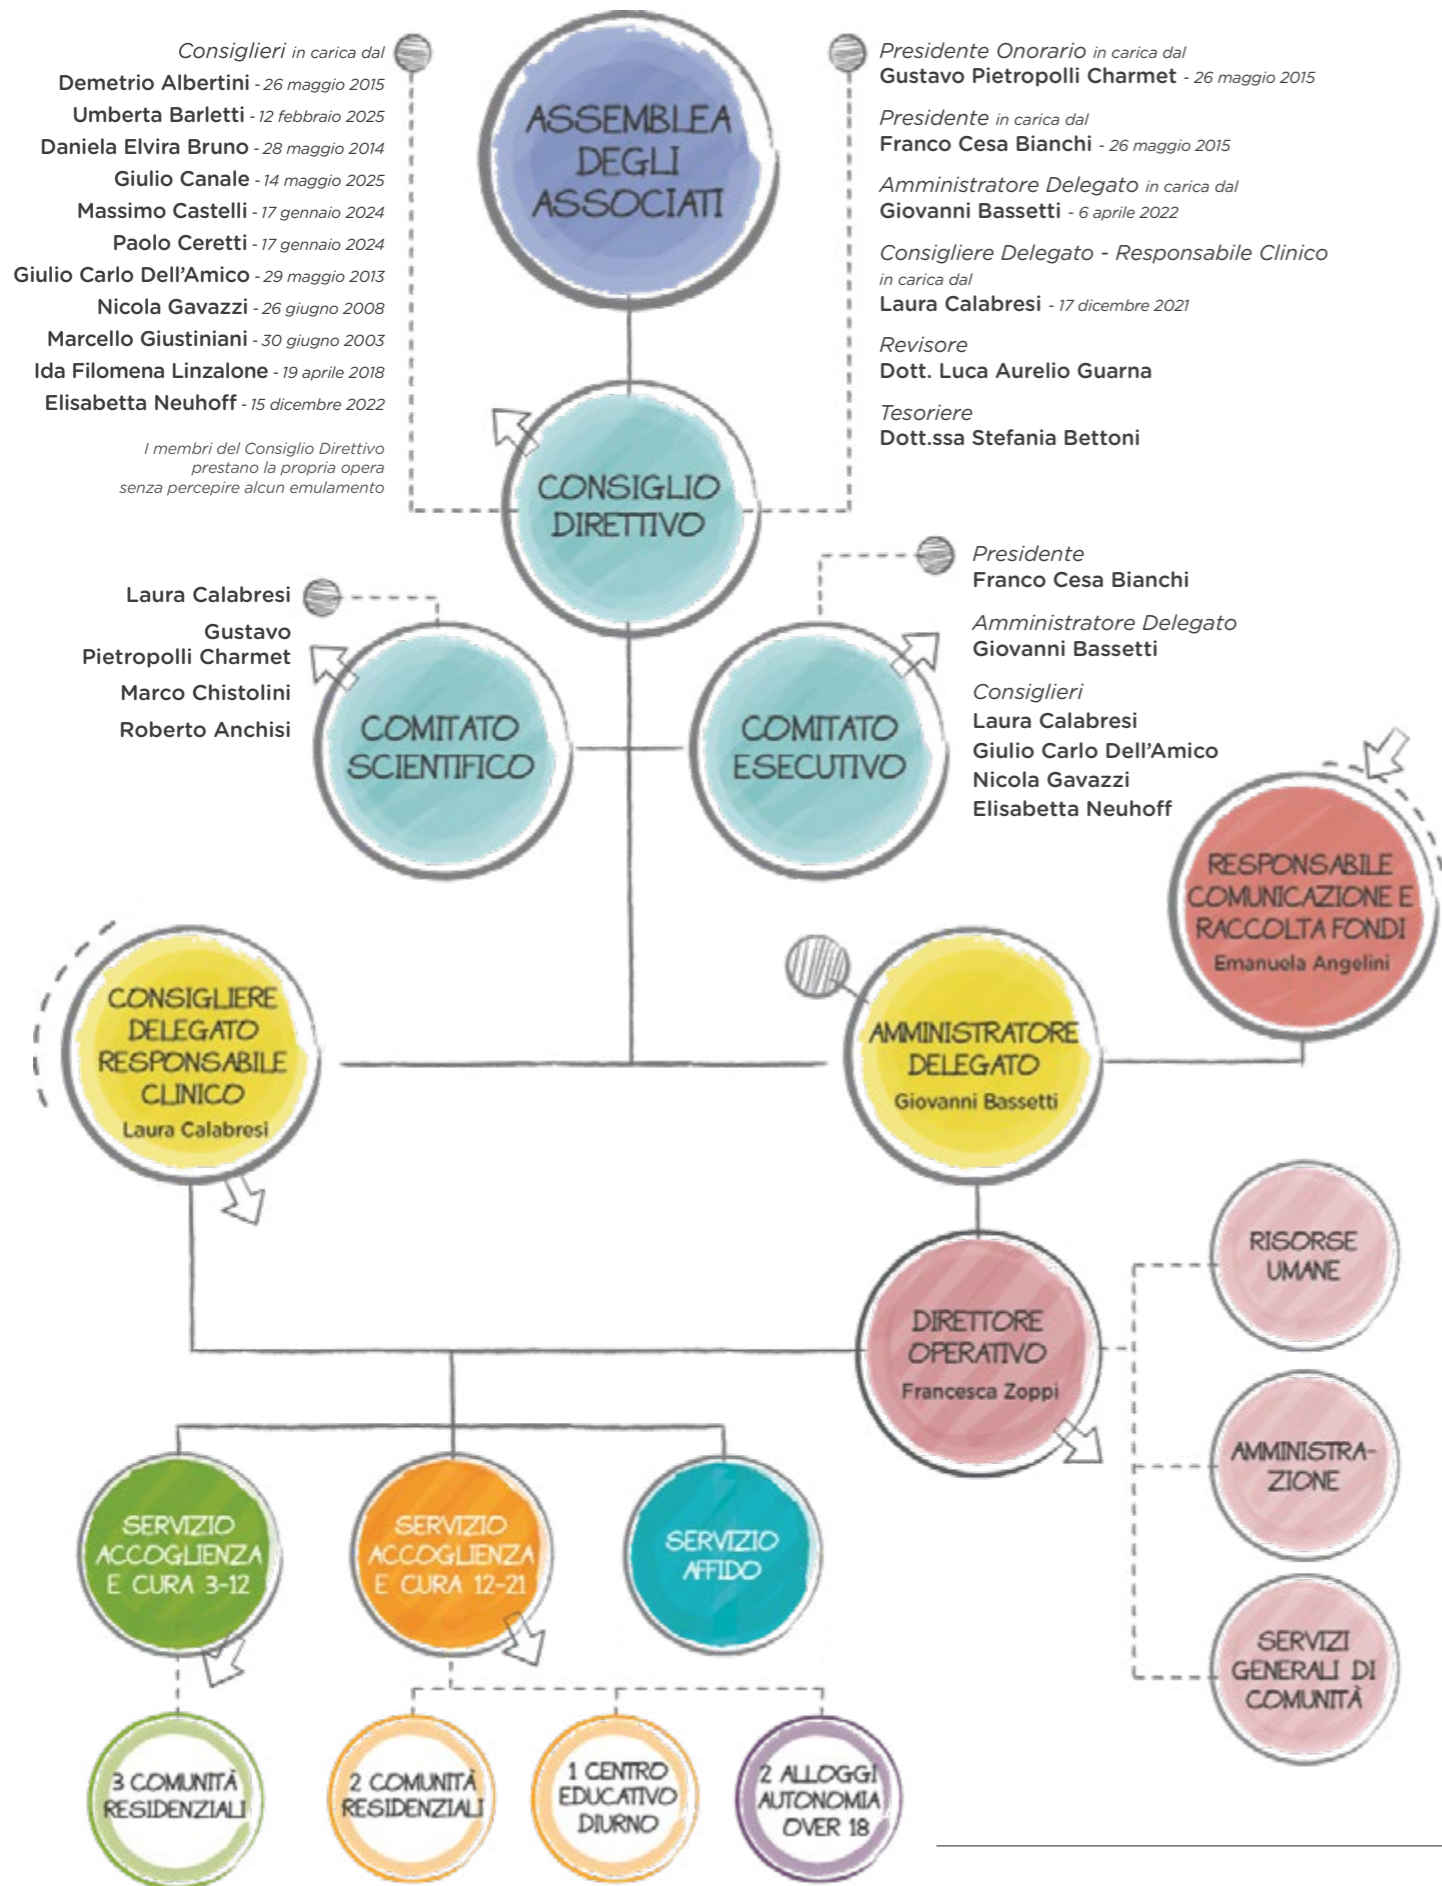 Consiglieri in carica dal
Demetrio Albertini - 26 maggio 2015
Umberta Barletti - 12 febbraio 2025
Daniela Elvira Bruno - 28 maggio 2014
Giulio Canale - 14 maggio 2025
Massimo Castelli - 17 gennaio 2024
Paolo Ceretti - 17 gennaio 2024
Giulio Carlo Dell'Amico - 29 maggio 2013
Nicola Gavazzi - 26 giugno 2008
Marcello Giustiniani - 30 giugno 2003
Ida Filomena Linzalone - 19 aprile 2018
Elisabetta Neuhoff - 15 dicembre 2022
I membri del Consiglio Direttivo
prestano la propria opera
senza percepire alcun emulamento
ASSEMBLEA
DEGLI
ASSOCIATI
Presidente Onorario in carica dal
Gustavo Pietropolli Charmet - 26 maggio 2015
Presidente in carica dal
Franco Cesa Bianchi - 26 maggio 2015
Amministratore Delegato in carica dal
Giovanni Bassetti - 6 aprile 2022
Consigliere Delegato - Responsabile Clinico
in carica dal
Laura Calabresi - 17 dicembre 2021
Revisore
Dott. Luca Aurelio Guarna
Tesoriere
Dott.ssa Stefania Bettoni
CONSIGLIO
DIRETTIVO
Laura Calabresi
Gustavo
Pietropolli Charmet
Marco Chistolini
Roberto Anchisi
COMITATO
SCIENTIFICO
COMITATO
ESECUTIVO
Presidente
Franco Cesa Bianchi
Amministratore Delegato
Giovanni Bassetti
Consiglieri
Laura Calabresi
Giulio Carlo Dell'Amico
Nicola Gavazzi
Elisabetta Neuhoff
RESPONSABILE
COMUNICAZIONE E
RACCOLTA FONDI
Emanuela Angelini
CONSIGLIERE
DELEGATO
RESPONSABILE
CLINICO
Laura Calabresi
AMMINISTRATORE
DELEGATO
Giovanni Bassetti
DIRETTORE
OPERATIVO
Francesca Zoppi
RISORSE
UMANE
AMMINISTRA-
ZIONE
SERVIZI
GENERALI DI
COMUNITÀ
SERVIZIO
ACCOGLIENZA
E CURA 3-12
SERVIZIO
ACCOGLIENZA
E CURA 12-21
SERVIZIO
AFFIDO
3 COMUNITÀ
RESIDENZIALI
2 COMUNITÀ
RESIDENZIALI
1 CENTRO
EDUCATIVO
DIURNO
2 ALLOGGI
AUTONOMIA
OVER 18